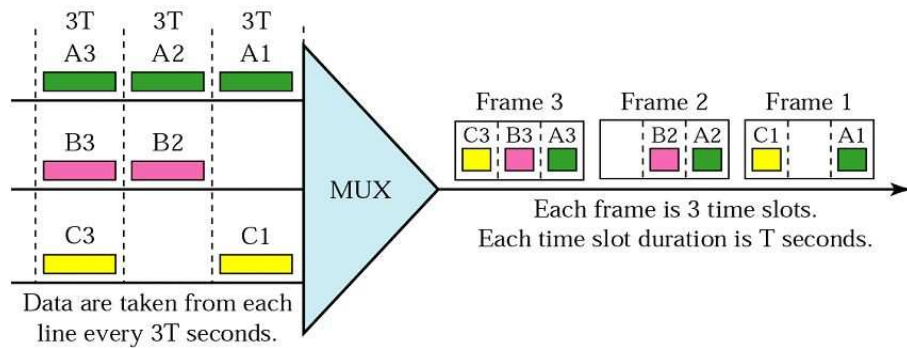 3T 3T 3T
A3 A2 A1
B3 B2
C3 C1
Data are taken from each
line every 3T seconds.
MUX
Frame 3 Frame 2 Frame 1
C3 B3 A3 B2 A2 C1 A1
Each frame is 3 time slots.
Each time slot duration is T seconds.